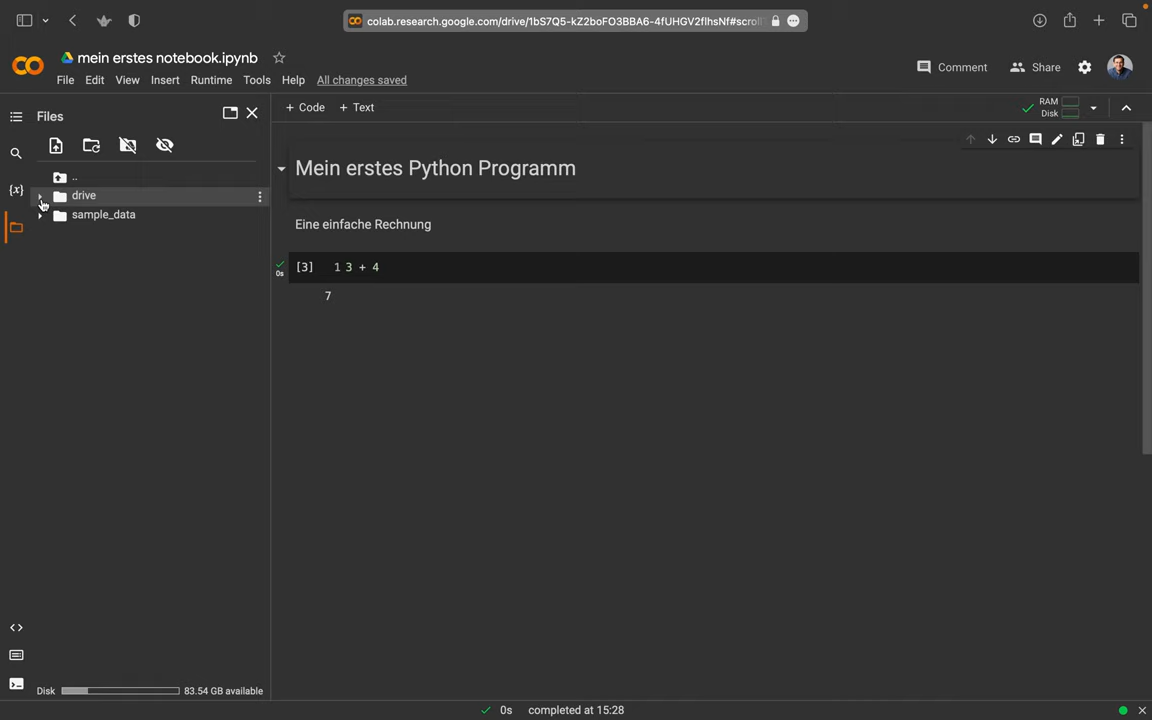 colab.research.google.com/drive/1bS7Q5-kZ2boFO3BBA6-4fUHGV2flhsNf#scroll
mein erstes notebook.ipynb
File Edit View Insert Runtime Tools Help All changes saved
Comment
Share
Files
+ Code + Text
RAM
Disk
..
drive
sample_data
{x}
Mein erstes Python Programm
Eine einfache Rechnung
0s
[3] 1 3 + 4
7
Disk 83.54 GB available
0s completed at 15:28